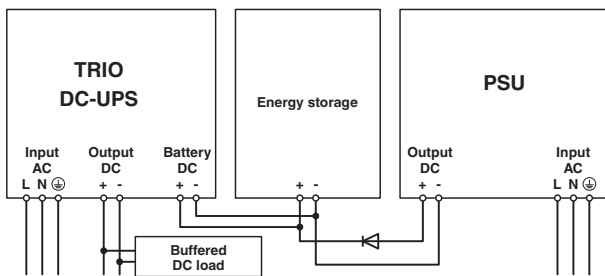 TRIO
DC-UPS
Energy storage
PSU
Input
AC
Output
DC
Battery
DC
Output
DC
Input
AC
L N + - + - + - + - L N
Buffered
DC load